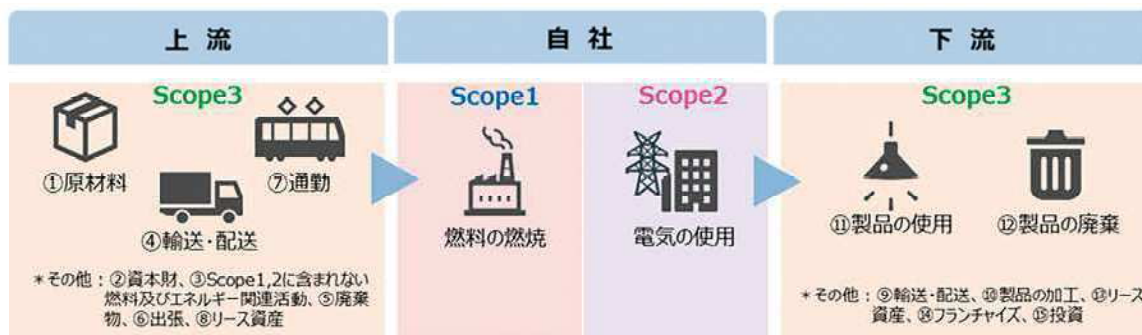 上流
自社
下流
Scope3
①原材料
⑦通勤
④輸送・配送
＊その他：②資本財、③Scope1,2に含まれない
燃料及びエネルギー関連活動、⑤廃棄
物、⑥出張、⑧リース資産
Scope1
燃料の燃焼
Scope2
電気の使用
Scope3
⑪製品の使用
⑫製品の廃棄
＊その他：⑨輸送・配送、⑩製品の加工、⑬リース
資産、⑭フランチャイズ、⑮投資